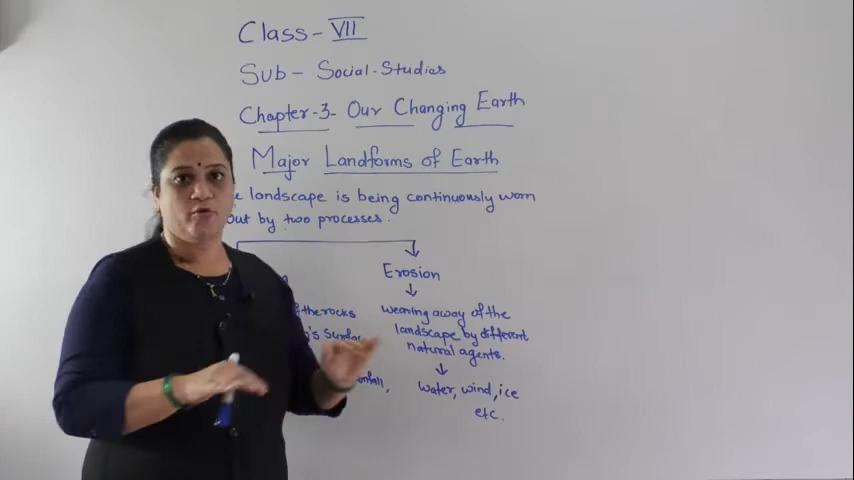 Class - VII
Sub - Social-Studies
Chapter-3- Our Changing Earth
Major Landforms of Earth
landscape is being continuously worn
out by two processes.
Erosion
of the rocks
wearing away of the
landscape by different
natural agents.
Water, wind, ice
etc.